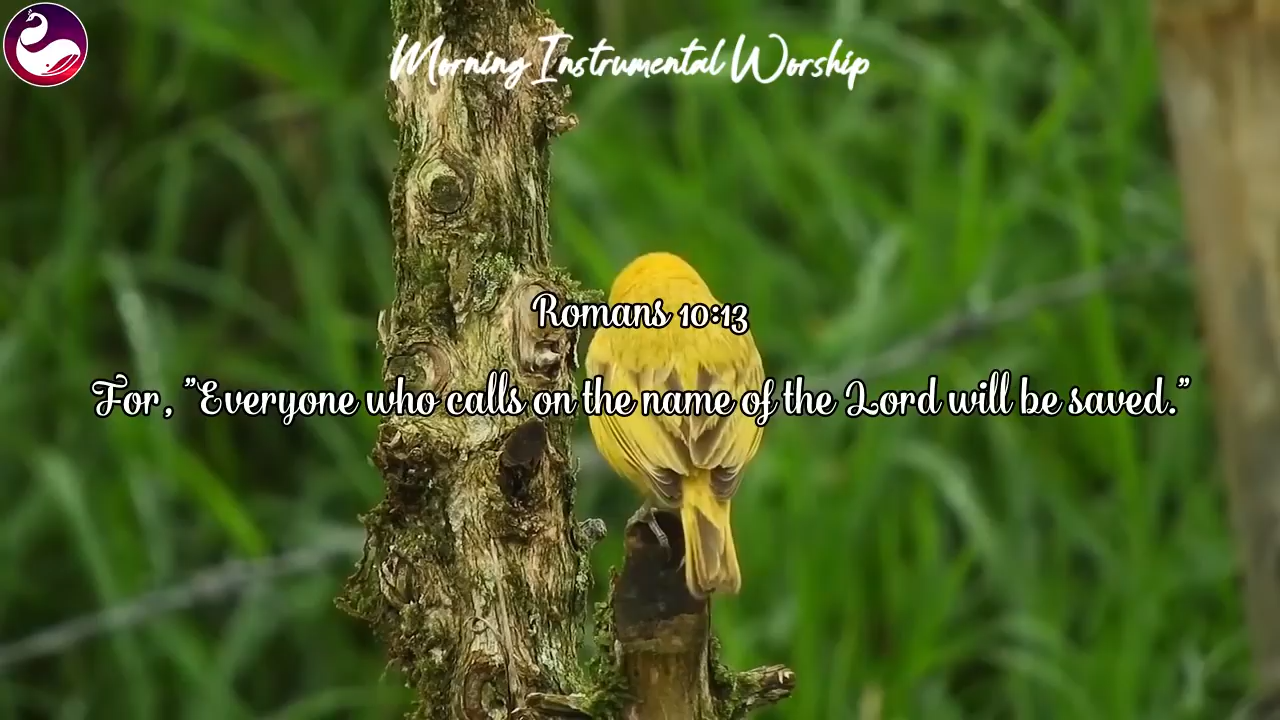 Morning Instrumental Worship
Romans 10:13
For, "Everyone who calls on the name of the Lord will be saved."